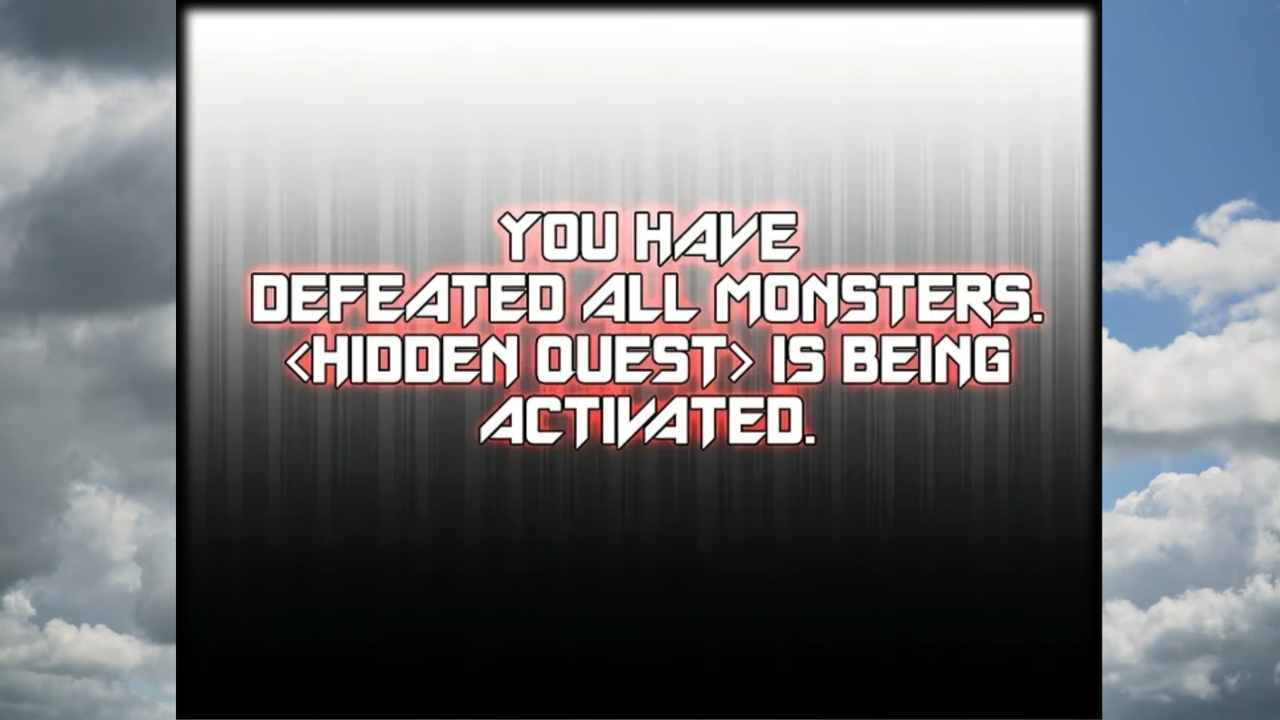 YOU HAVE
DEFEATED ALL MONSTERS.
<HIDDEN QUEST> IS BEING
ACTIVATED.